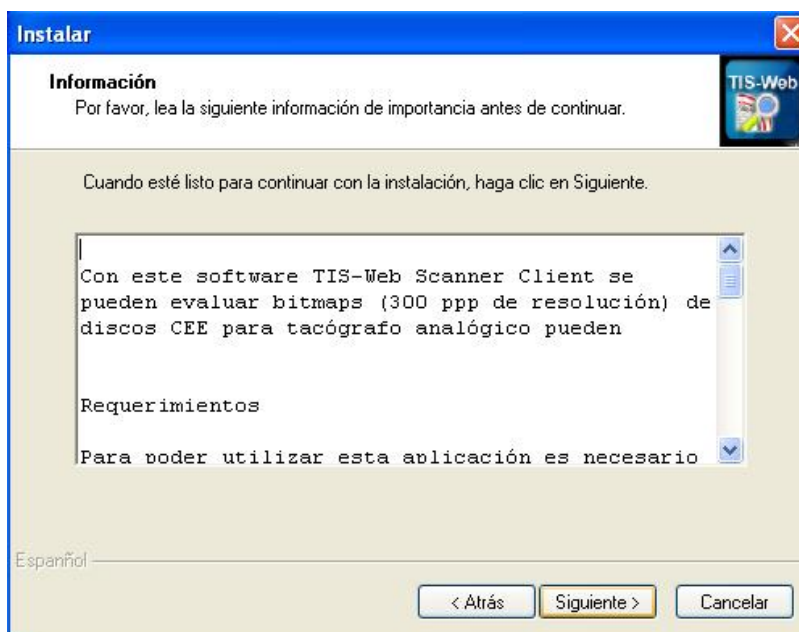 Instalar
Información
Por favor, lea la siguiente información de importancia antes de continuar.
TIS-Web
Cuando esté listo para continuar con la instalación, haga clic en Siguiente.
Con este software TIS-Web Scanner Client se
pueden evaluar bitmaps (300 ppp de resolución) de
discos CEE para tacógrafo analógico pueden
Requerimientos
Para poder utilizar esta aplicación es necesario
Espanñol
< Atrás
Siguiente >
Cancelar